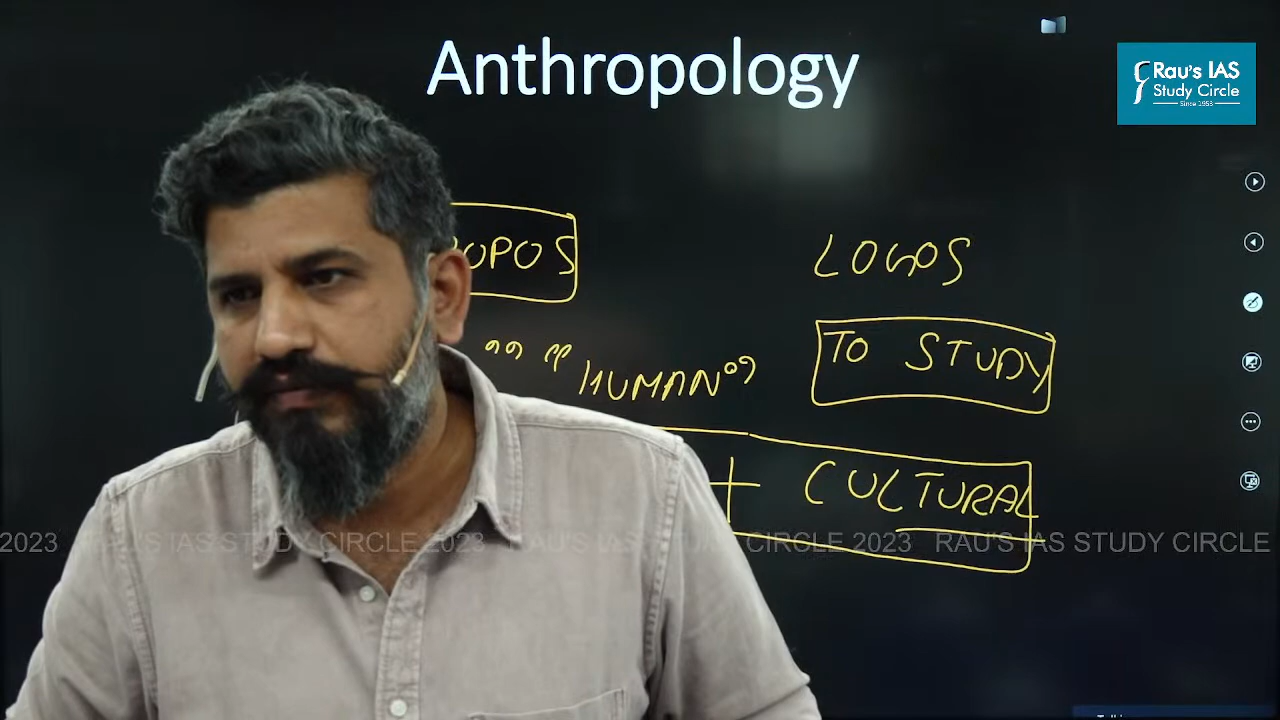 Anthropology
Rau's IAS
Study Circle
Since 1953
OPOS
LOGOS
TO STUDY
"HUMAN"
+ CULTURAL
2023 RAU'S IAS STUDY CIRCLE 2023 RAU'S IAS STUDY CIRCLE 2023 RAU'S IAS STUDY CIRCLE